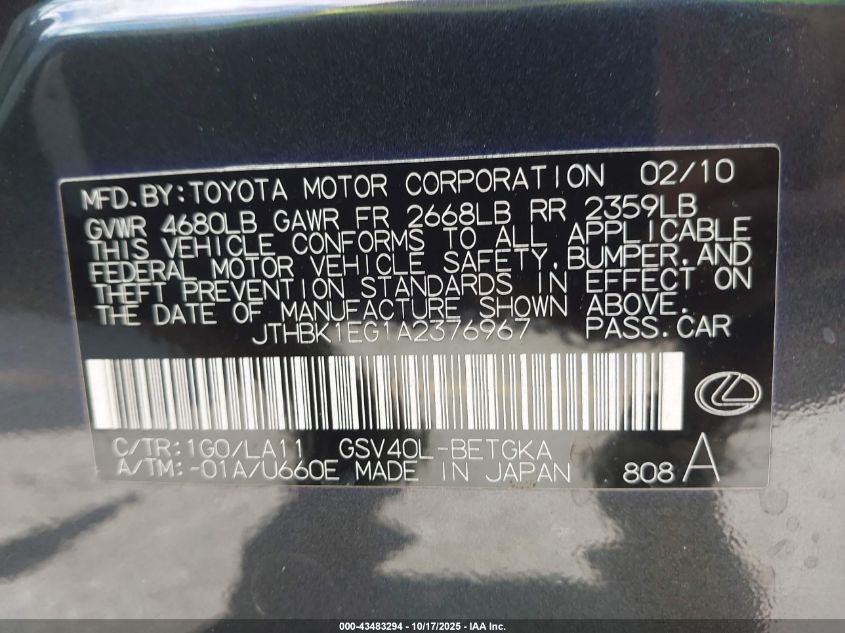 MFD. BY: TOYOTA MOTOR CORPORATION 02/10
GVWR 4680LB GAWR FR 2668LB RR 2359LB
THIS VEHICLE CONFORMS TO ALL APPLICABLE
FEDERAL MOTOR VEHICLE SAFETY, BUMPER, AND
THEFT PREVENTION STANDARDS IN EFFECT ON
THE DATE OF MANUFACTURE SHOWN ABOVE.
JTHBK1EG1A2376967 PASS. CAR
C/TR: 1G0/LA11 GSV40L-BETGKA
A/TM: -01A/U660E MADE IN JAPAN 808 A
000-43483294 | 10/17/2025 | IAA Inc.